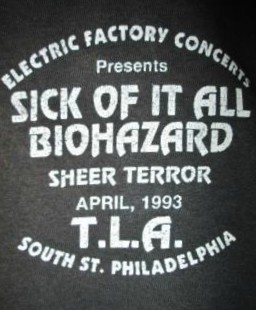 ELECTRIC FACTORY CONCERTS
Presents
SICK OF IT ALL
BIOHAZARD
SHEER TERROR
APRIL, 1993
T.L.A.
SOUTH ST. PHILADELPHIA